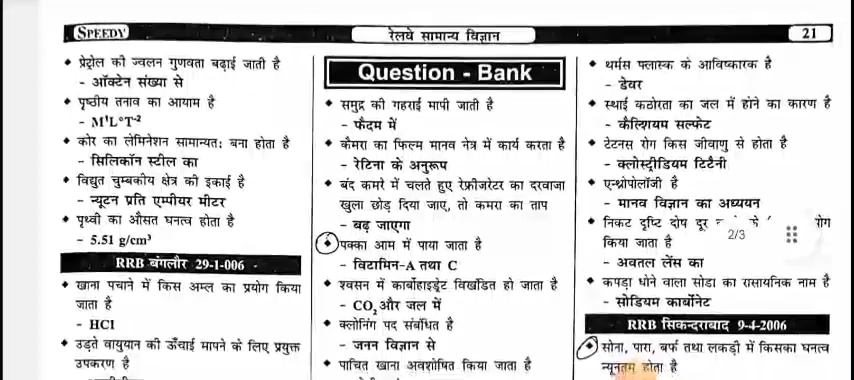 SPEEDY
रेलवे सामान्य विज्ञान
21
प्रेट्रोल की ज्वलन गुणवता बढ़ाई जाती है
- ऑक्टेन संख्या से
पृष्ठीय तनाव का आयाम है
- M¹L°T⁻²
कोर का लेमिनेशन सामान्यत: बना होता है
- सिलिकॉन स्टील का
विद्युत चुम्बकीय क्षेत्र की इकाई है
- न्यूटन प्रति एम्पीयर मीटर
पृथ्वी का औसत घनत्व होता है
- 5.51 g/cm³
RRB बंगलौर 29-1-006 -
खाना पचाने में किस अम्ल का प्रयोग किया
जाता है
- HCl
उड़ते वायुयान की ऊँचाई मापने के लिए प्रयुक्त
उपकरण है
Question - Bank
समुद्र की गहराई मापी जाती है
- फैदम में
कैमरा का फिल्म मानव नेत्र में कार्य करता है
- रेटिना के अनुरूप
बंद कमरे में चलते हुए रेफ्रीजरेटर का दरवाजा
खुला छोड़ दिया जाए, तो कमरा का ताप
- बढ़ जाएगा
पक्का आम में पाया जाता है
- विटामिन-A तथा C
श्वसन में कार्बोहाइड्रेट विखंडित हो जाता है
- CO₂ और जल में
क्लोनिंग पद संबंधित है
- जनन विज्ञान से
पाचित खाना अवशोषित किया जाता है
थर्मस फ्लास्क के आविष्कारक है
- डेवर
स्थाई कठोरता का जल में होने का कारण है
- कैल्शियम सल्फेट
टेटनस रोग किस जीवाणु से होता है
- क्लोस्ट्रीडियम टिटैनी
एन्थ्रोपोलॉजी है
- मानव विज्ञान का अध्ययन
निकट दृष्टि दोष दूर रोग
2/3
किया जाता है
- अवतल लेंस का
कपड़ा धोने वाला सोडा का रासायनिक नाम है
- सोडियम कार्बोनेट
RRB सिकन्दराबाद 9-4-2006
सोना, पारा, बर्फ तथा लकड़ी में किसका घनत्व
न्यूनतम होता है